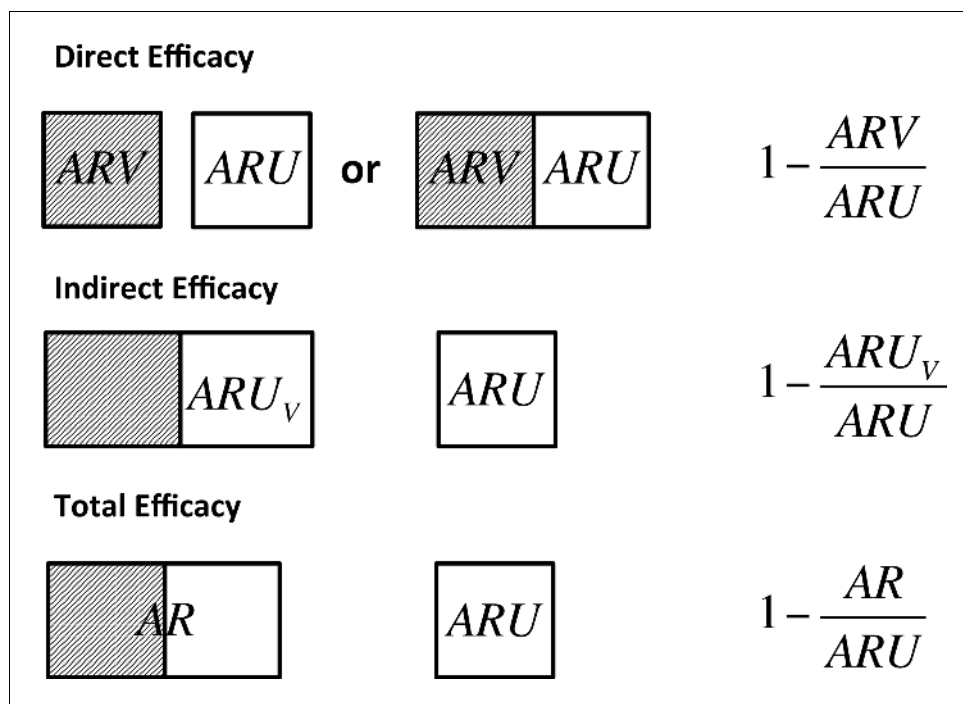 Direct Efficacy
ARV ARU or ARV ARU 1 − ARV/ARU
Indirect Efficacy
ARU_V ARU 1 − ARU_V/ARU
Total Efficacy
AR ARU 1 − AR/ARU